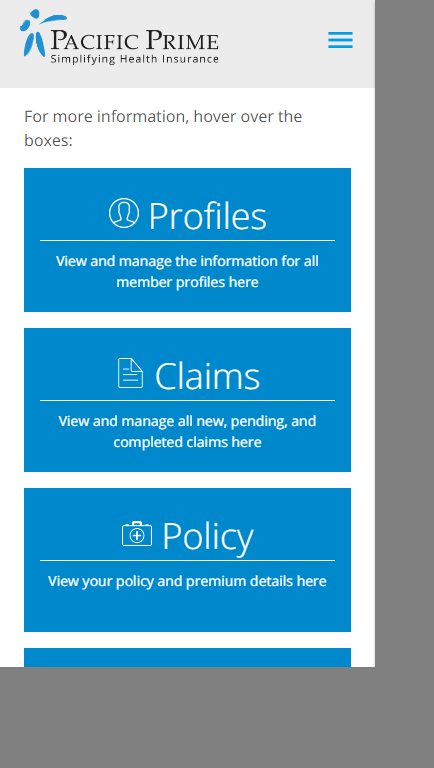 PACIFIC PRIME
Simplifying Health Insurance
For more information, hover over the
boxes:
Profiles
View and manage the information for all
member profiles here
Claims
View and manage all new, pending, and
completed claims here
Policy
View your policy and premium details here